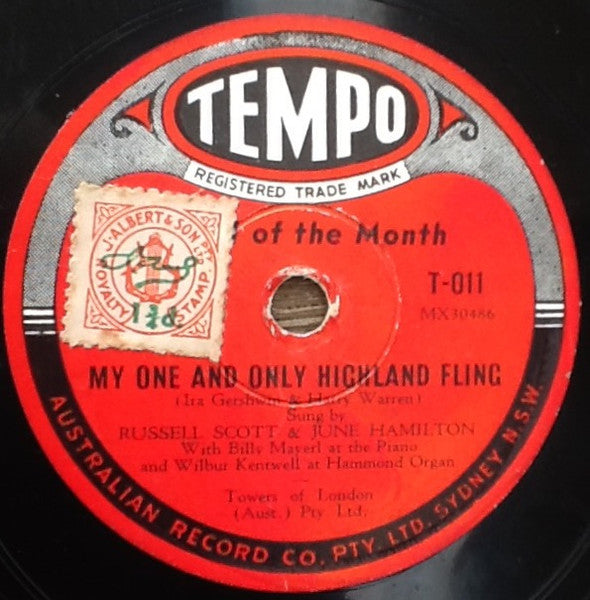 TEMPO
REGISTERED TRADE MARK
of the Month
J. ALBERT & SON PTY LTD
ROYALTY STAMP
T-011
MX30486
MY ONE AND ONLY HIGHLAND FLING
(Ira Gershwin & Harry Warren)
Sung by
RUSSELL SCOTT & JUNE HAMILTON
With Billy Mayerl at the Piano
and Wilbur Kentwell at Hammond Organ
Towers of London
(Aust.) Pty Ltd.
AUSTRALIAN RECORD CO. PTY. LTD. SYDNEY N.S.W.